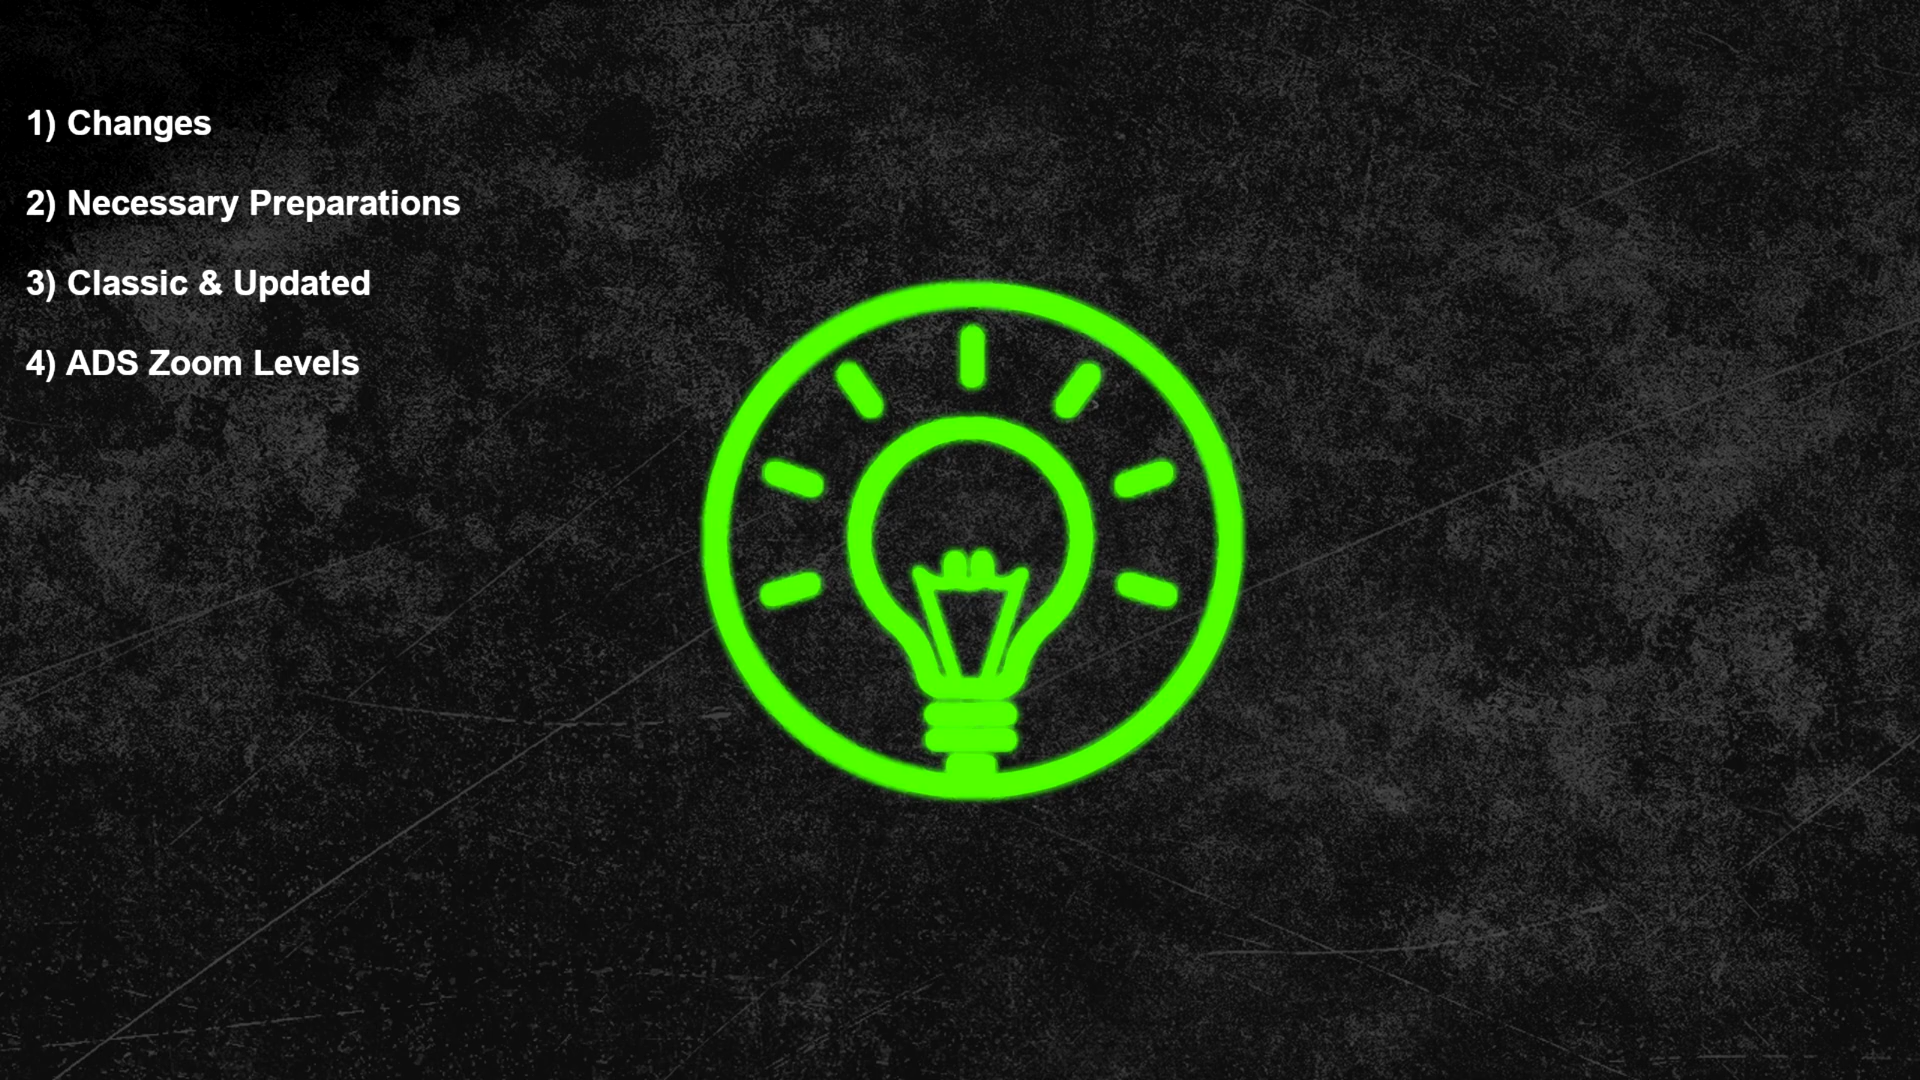 1) Changes
2) Necessary Preparations
3) Classic & Updated
4) ADS Zoom Levels